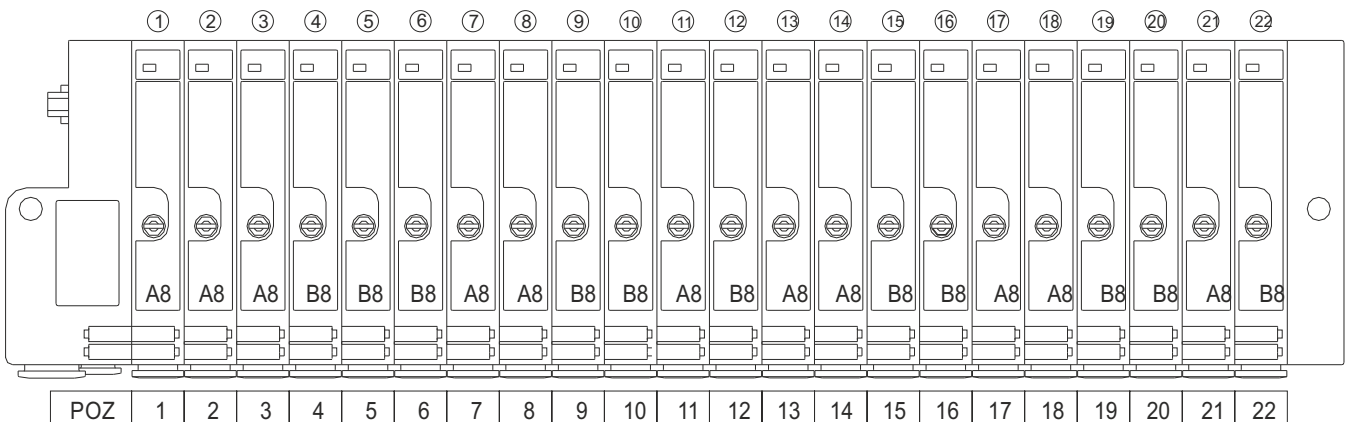 ① ② ③ ④ ⑤ ⑥ ⑦ ⑧ ⑨ ⑩ ⑪ ⑫ ⑬ ⑭ ⑮ ⑯ ⑰ ⑱ ⑲ ⑳ ㉑ ㉒
A8 A8 A8 B8 B8 B8 A8 A8 B8 B8 A8 B8 A8 A8 B8 B8 A8 A8 B8 B8 A8 B8
POZ 1 2 3 4 5 6 7 8 9 10 11 12 13 14 15 16 17 18 19 20 21 22